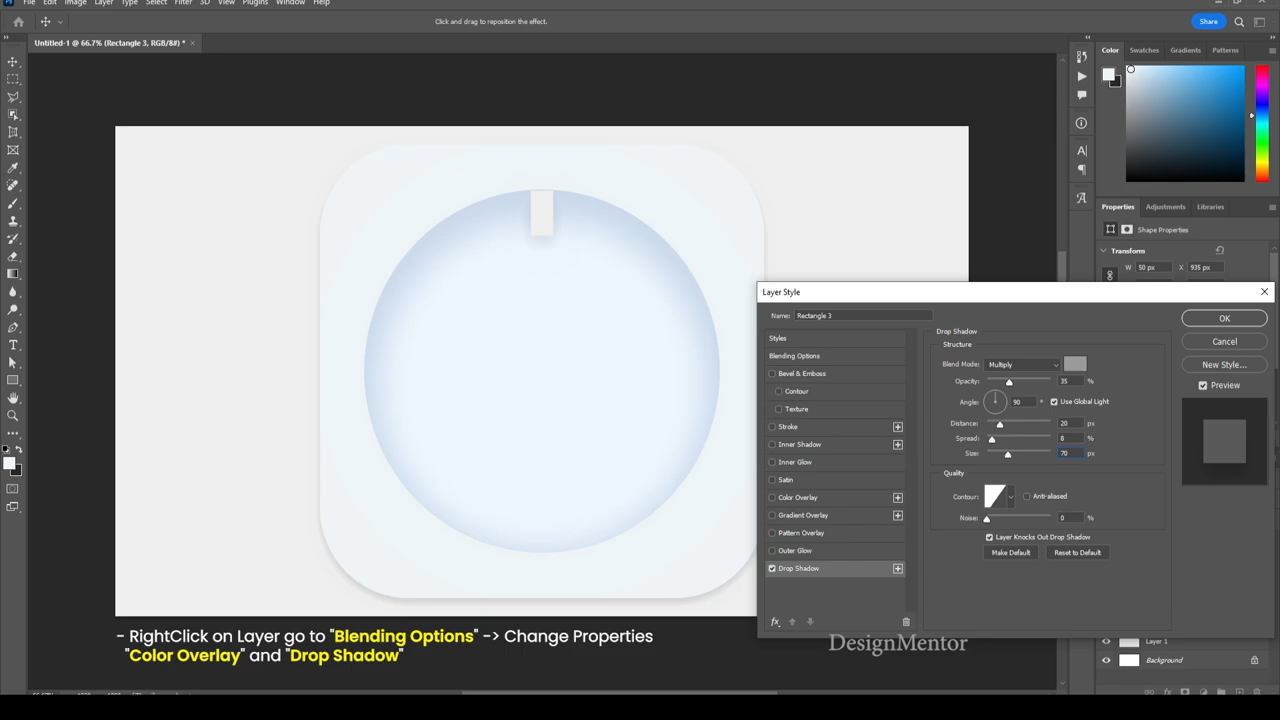 File Edit Image Layer Type Select Filter 3D View Plugins Window Help
Click and drag to reposition the effect.
Share
Untitled-1 @ 66.7% (Rectangle 3, RGB/8#) * ×
Color Swatches Gradients Patterns
Properties Adjustments Libraries
Shape Properties
Transform
W 50 px X 935 px
Layer Style
Name: Rectangle 3
OK
Cancel
New Style...
Preview
Styles
Blending Options
Bevel & Emboss
Contour
Texture
Stroke
Inner Shadow
Inner Glow
Satin
Color Overlay
Gradient Overlay
Pattern Overlay
Outer Glow
Drop Shadow
fx
Drop Shadow
Structure
Blend Mode: Multiply
Opacity: 35 %
Angle: 90 ° Use Global Light
Distance: 20 px
Spread: 8 %
Size: 70 px
Quality
Contour: Anti-aliased
Noise: 0 %
Layer Knocks Out Drop Shadow
Make Default Reset to Default
Layer 1
Background
- RightClick on Layer go to "Blending Options" -> Change Properties
"Color Overlay" and "Drop Shadow"
DesignMentor